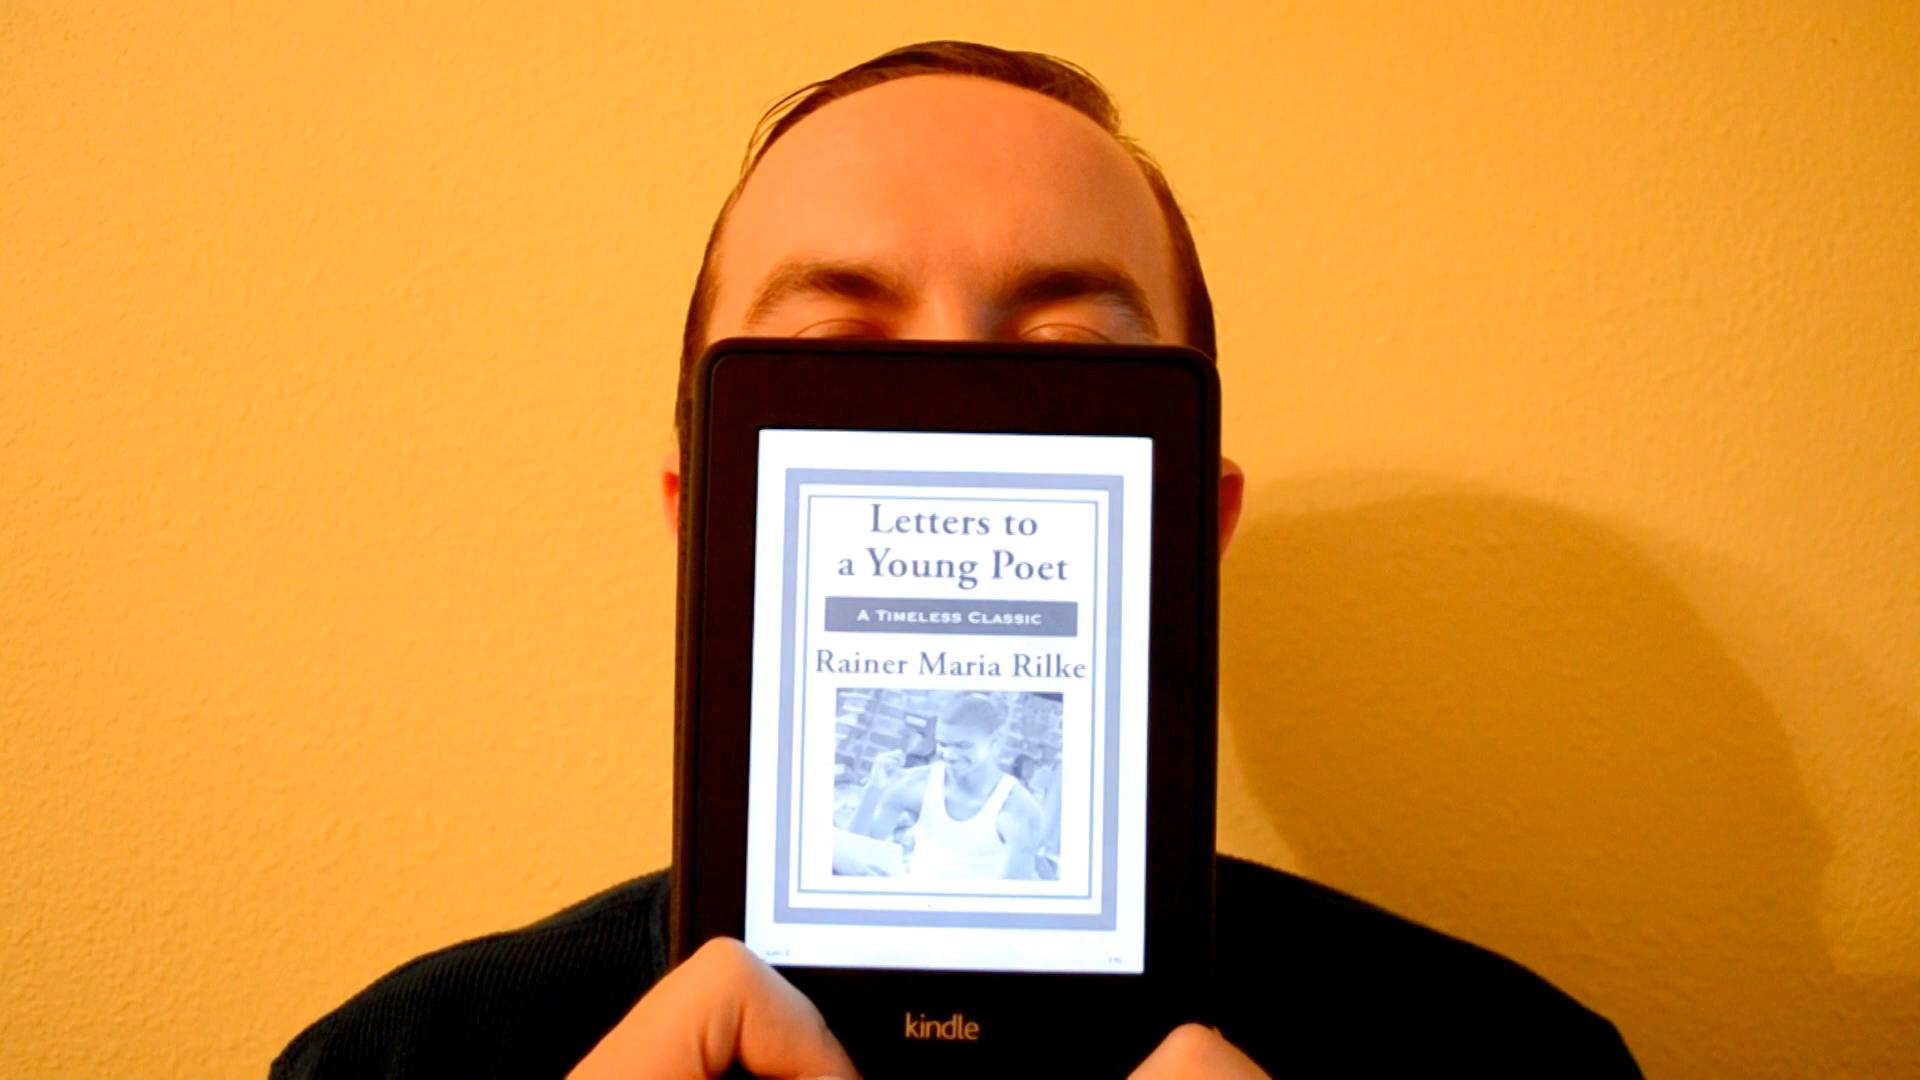 Letters to
a Young Poet
A TIMELESS CLASSIC
Rainer Maria Rilke
kindle